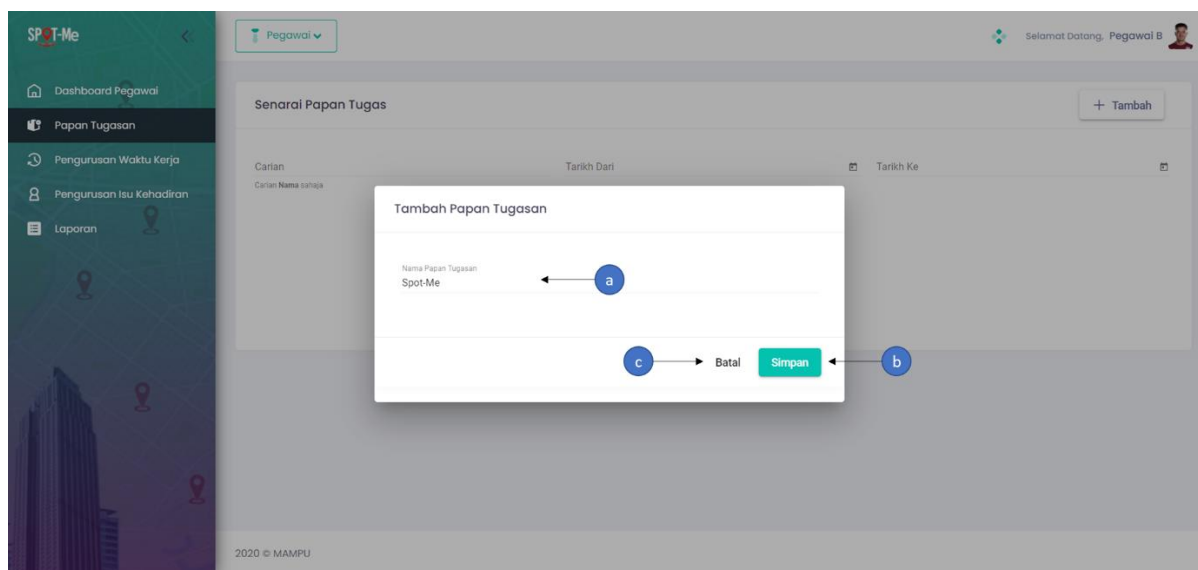 SPOT-Me
Pegawai
Selamat Datang, Pegawai B
Dashboard Pegawai
Papan Tugasan
Pengurusan Waktu Kerja
Pengurusan Isu Kehadiran
Laporan
Senarai Papan Tugas
+ Tambah
Carian
Tarikh Dari
Tarikh Ke
Carian Nama sahaja
Tambah Papan Tugasan
Nama Papan Tugasan
Spot-Me
a
c
Batal
Simpan
b
2020 © MAMPU